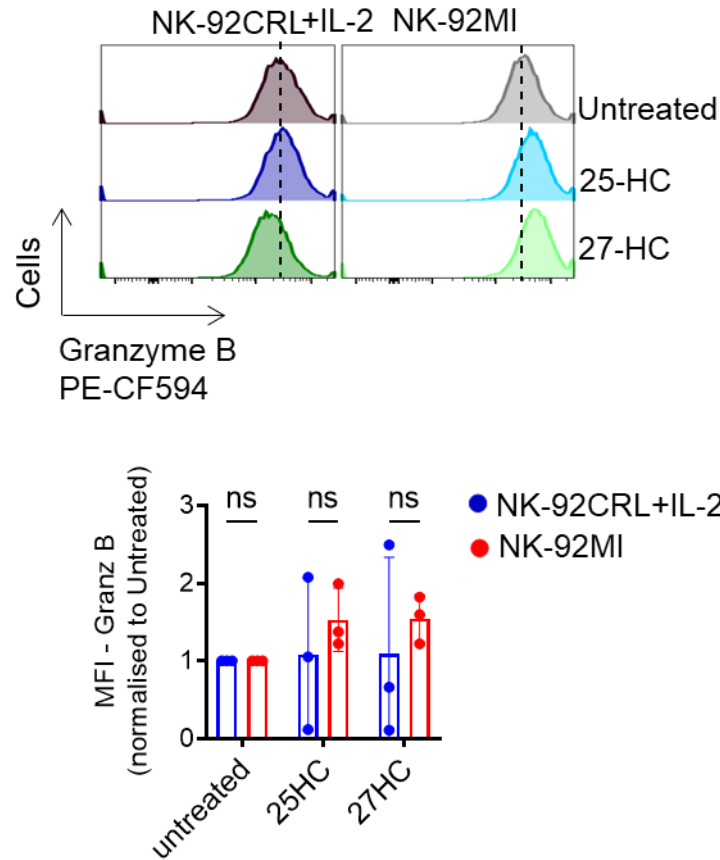 NK-92CRL+IL-2 NK-92MI
Untreated
25-HC
27-HC
Cells
Granzyme B
PE-CF594
MFI - Granz B
(normalised to Untreated)
3
2
1
0
ns ns ns
NK-92CRL+IL-2
NK-92MI
untreated
25HC
27HC